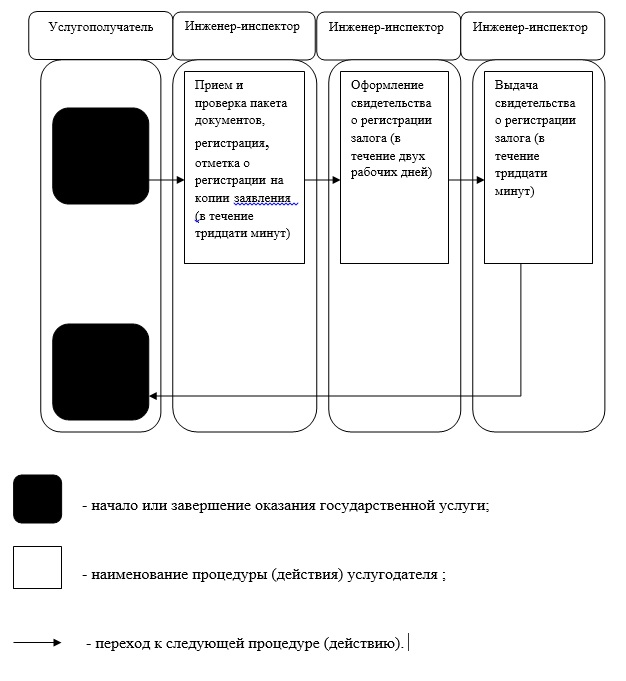 Услугополучатель
Инженер-инспектор
Инженер-инспектор
Инженер-инспектор
Прием и
проверка пакета
документов,
регистрация,
отметка о
регистрации на
копии заявления
(в течение
тридцати минут)
Оформление
свидетельства
о регистрации
залога (в
течение двух
рабочих дней)
Выдача
свидетельства
о регистрации
залога (в
течение
тридцати
минут)
- начало или завершение оказания государственной услуги;
- наименование процедуры (действия) услугодателя ;
- переход к следующей процедуре (действию).